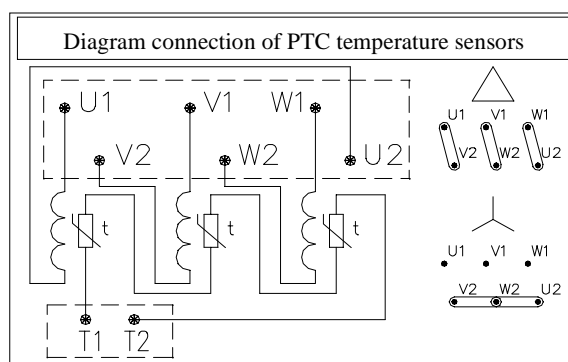 Diagram connection of PTC temperature sensors
U1 V1 W1
V2 W2 U2
t t t
T1 T2
U1 V1 W1
V2 W2 U2
U1 V1 W1
V2 W2 U2